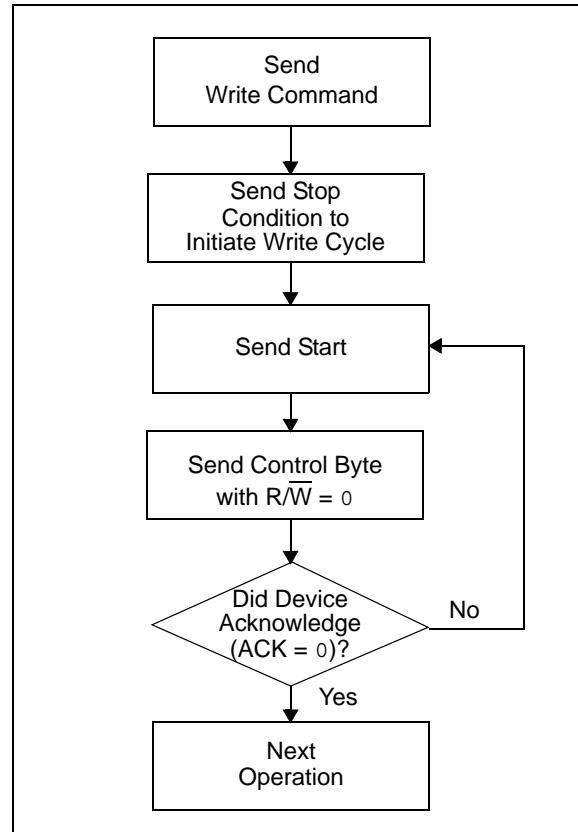 Send
Write Command
Send Stop
Condition to
Initiate Write Cycle
Send Start
Send Control Byte
with R/W̅ = 0
Did Device
Acknowledge
(ACK = 0)?
No
Yes
Next
Operation